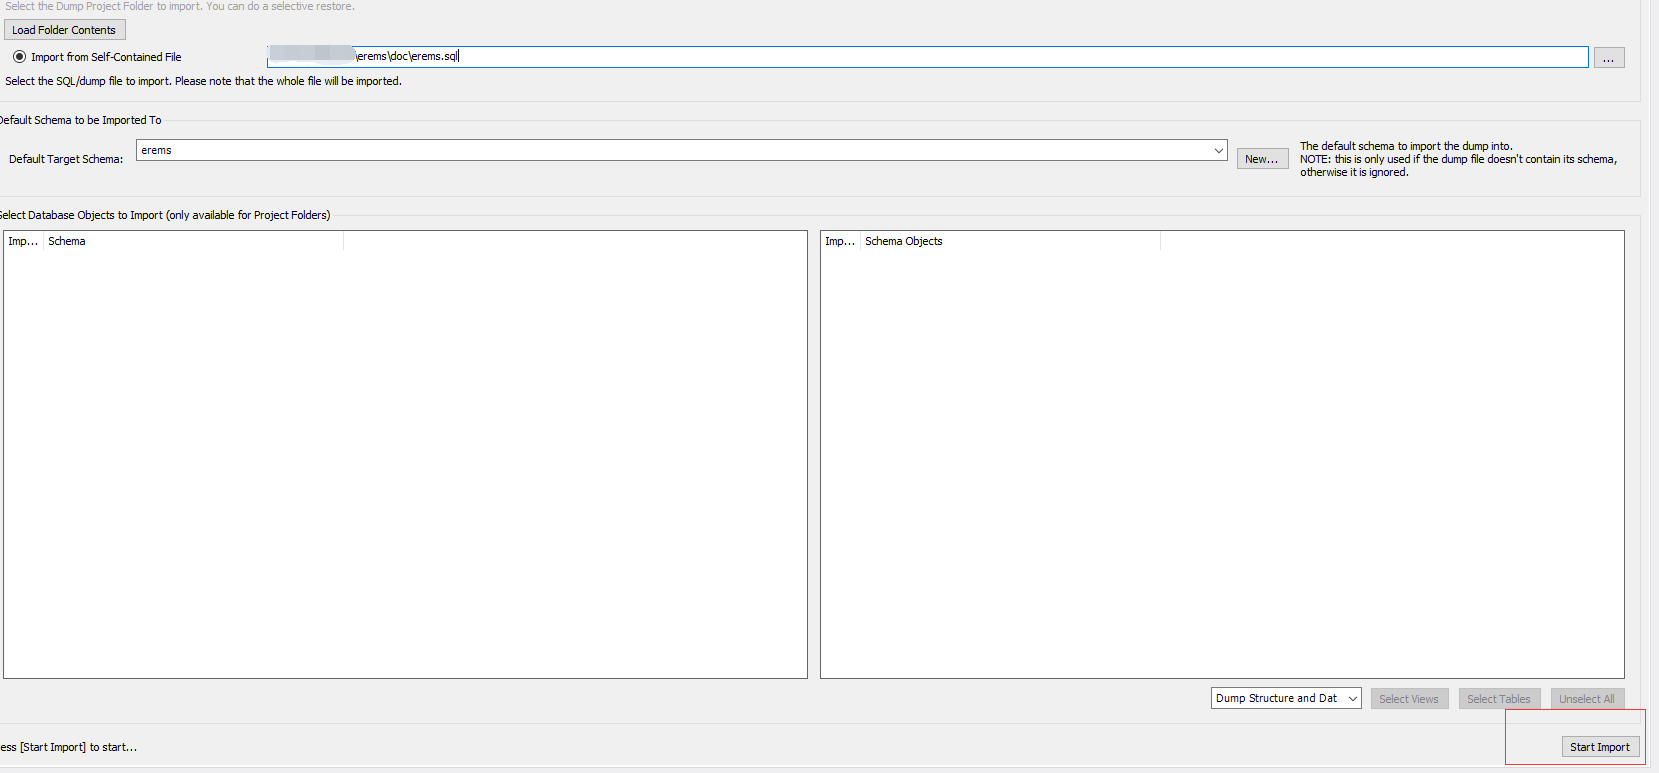 Select the Dump Project Folder to import. You can do a selective restore.
Load Folder Contents
Import from Self-Contained File \erems\doc\erems.sql ...
Select the SQL/dump file to import. Please note that the whole file will be imported.
Default Schema to be Imported To
Default Target Schema: erems New... The default schema to import the dump into.
NOTE: this is only used if the dump file doesn't contain its schema,
otherwise it is ignored.
Select Database Objects to Import (only available for Project Folders)
Imp... Schema Imp... Schema Objects
Dump Structure and Dat Select Views Select Tables Unselect All
ess [Start Import] to start... Start Import